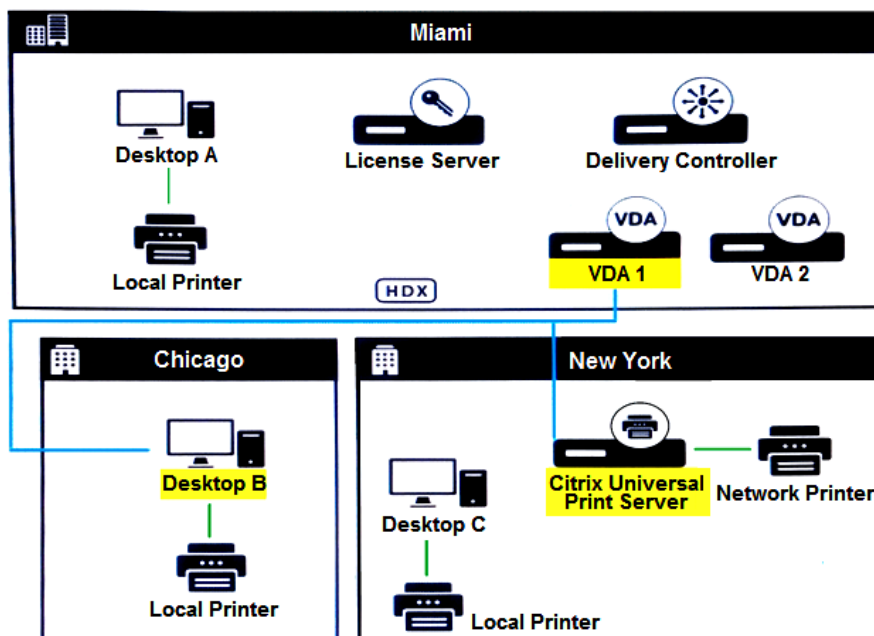 Miami
Desktop A
License Server
Delivery Controller
Local Printer
VDA
VDA
VDA 1
VDA 2
HDX
Chicago
New York
Desktop B
Local Printer
Desktop C
Citrix Universal
Print Server
Network Printer
Local Printer